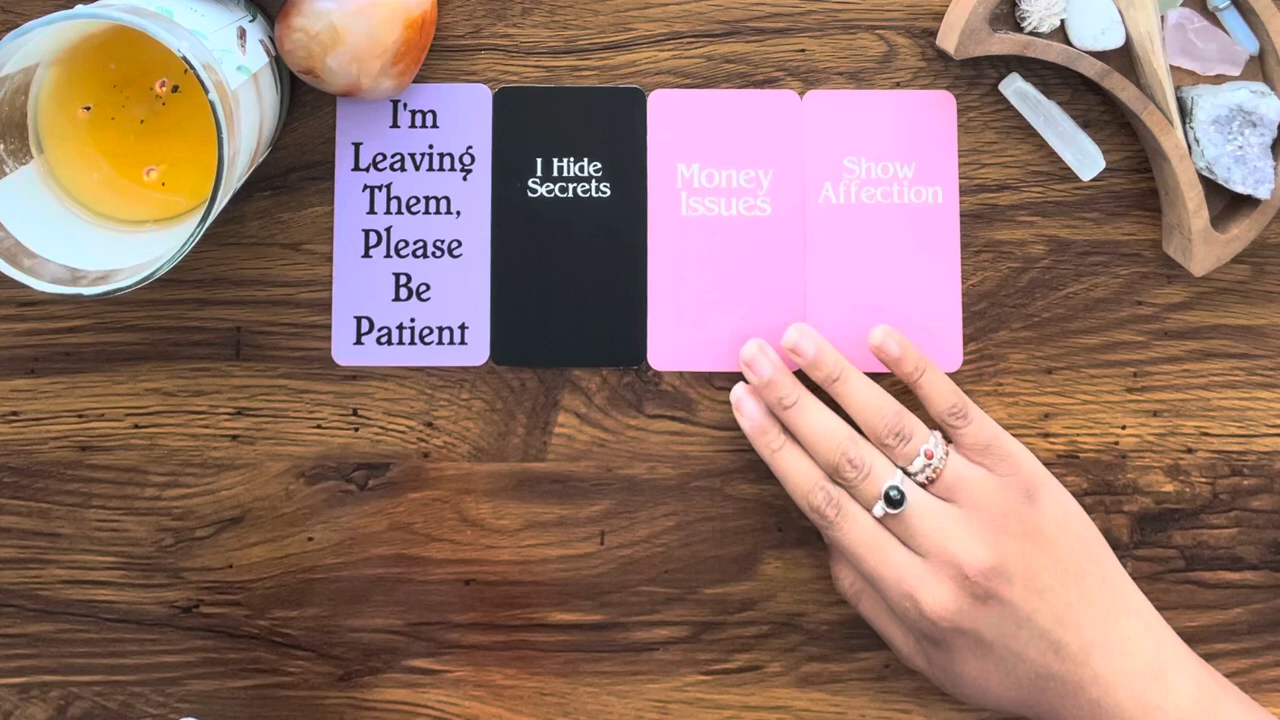 I'm
Leaving
Them,
Please
Be
Patient
I Hide
Secrets
Money
Issues
Show
Affection